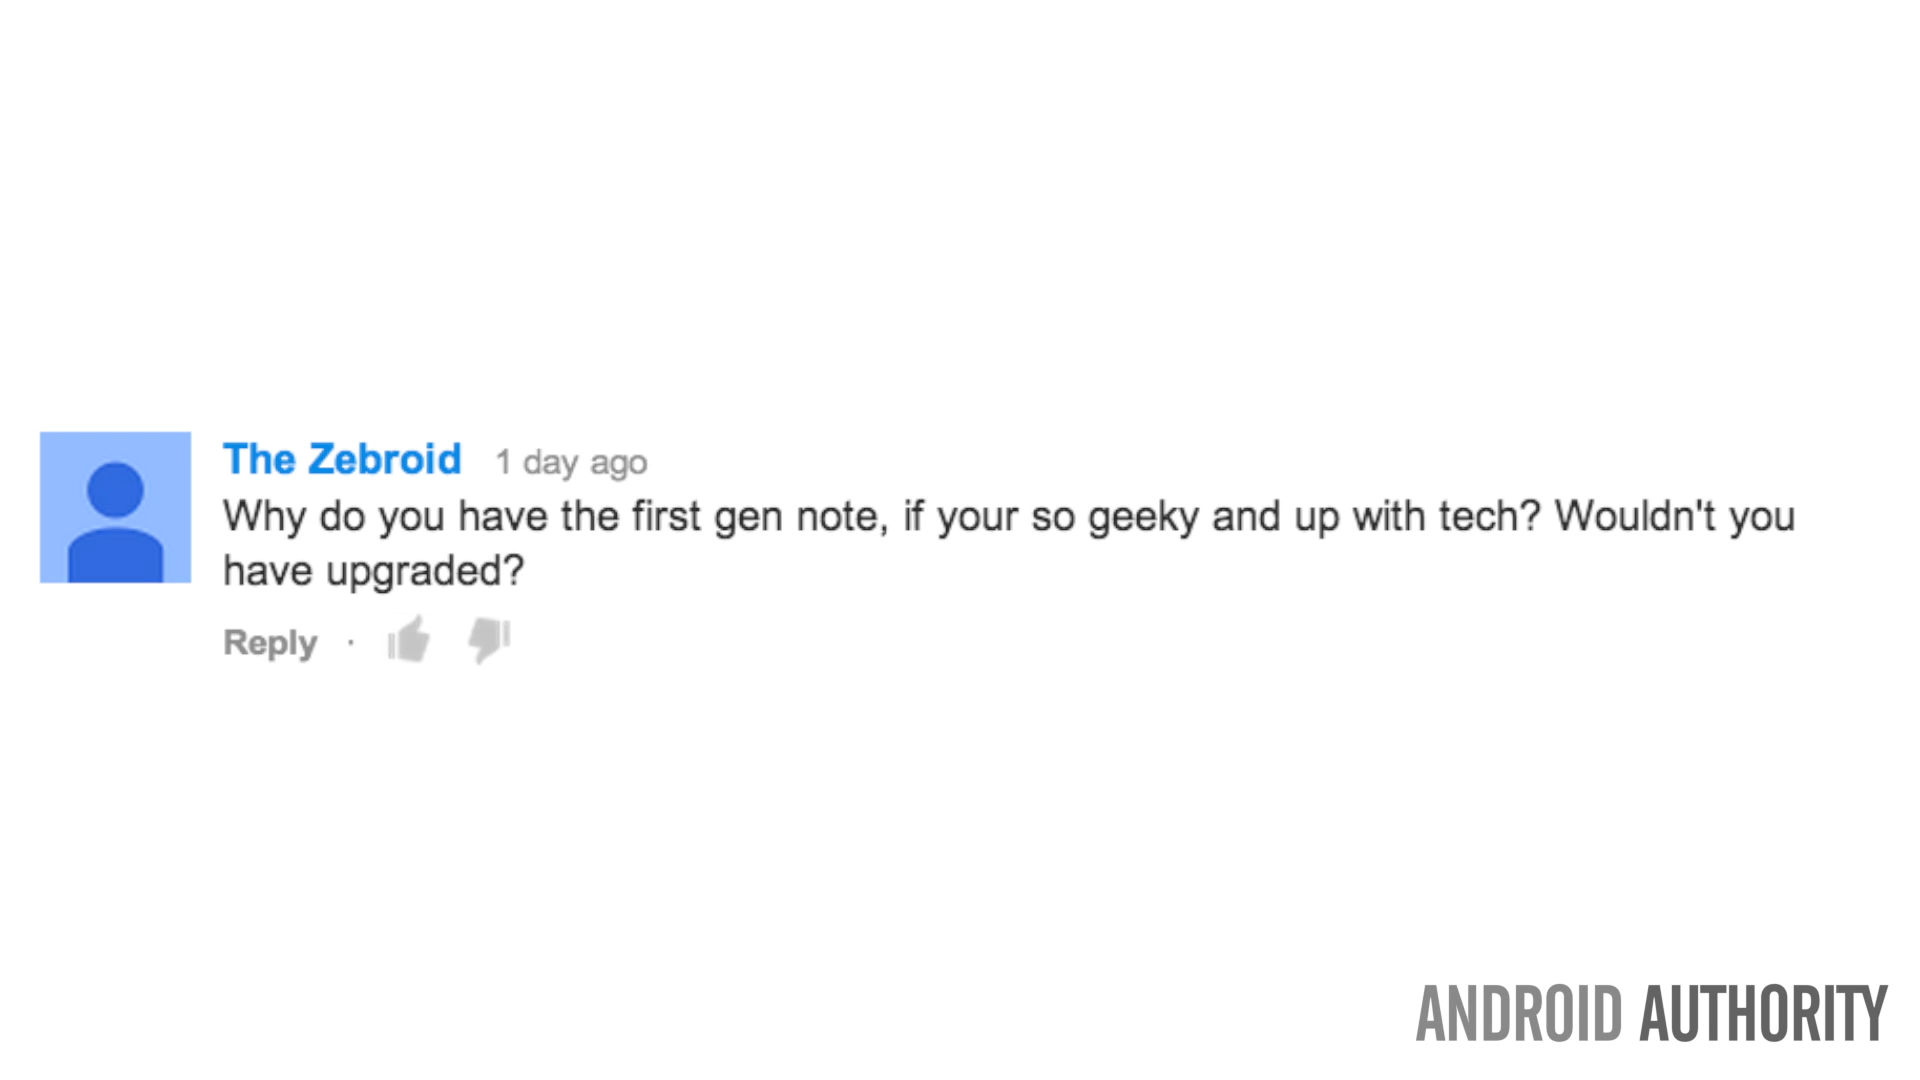 The Zebroid 1 day ago
Why do you have the first gen note, if your so geeky and up with tech? Wouldn't you
have upgraded?
Reply ·
ANDROID AUTHORITY